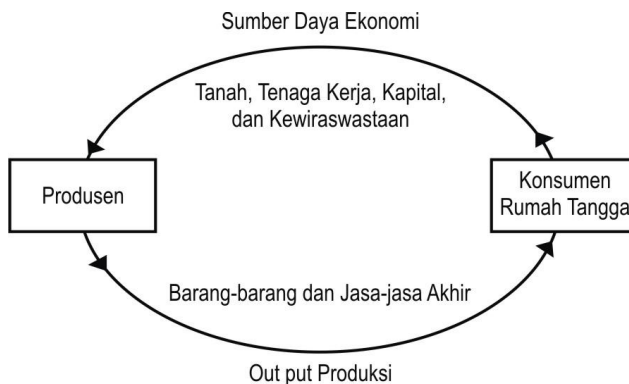 Sumber Daya Ekonomi
Tanah, Tenaga Kerja, Kapital,
dan Kewiraswastaan
Produsen
Konsumen
Rumah Tangga
Barang-barang dan Jasa-jasa Akhir
Out put Produksi